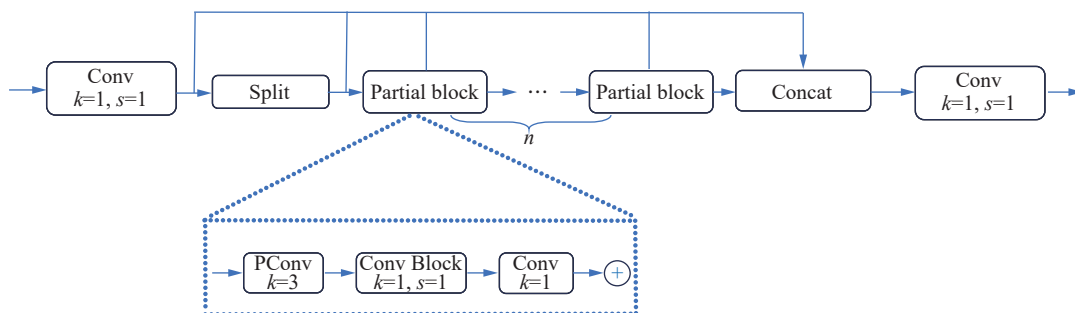 Conv
k=1, s=1
Split
Partial block
···
Partial block
Concat
Conv
k=1, s=1
n
PConv
k=3
Conv Block
k=1, s=1
Conv
k=1
+